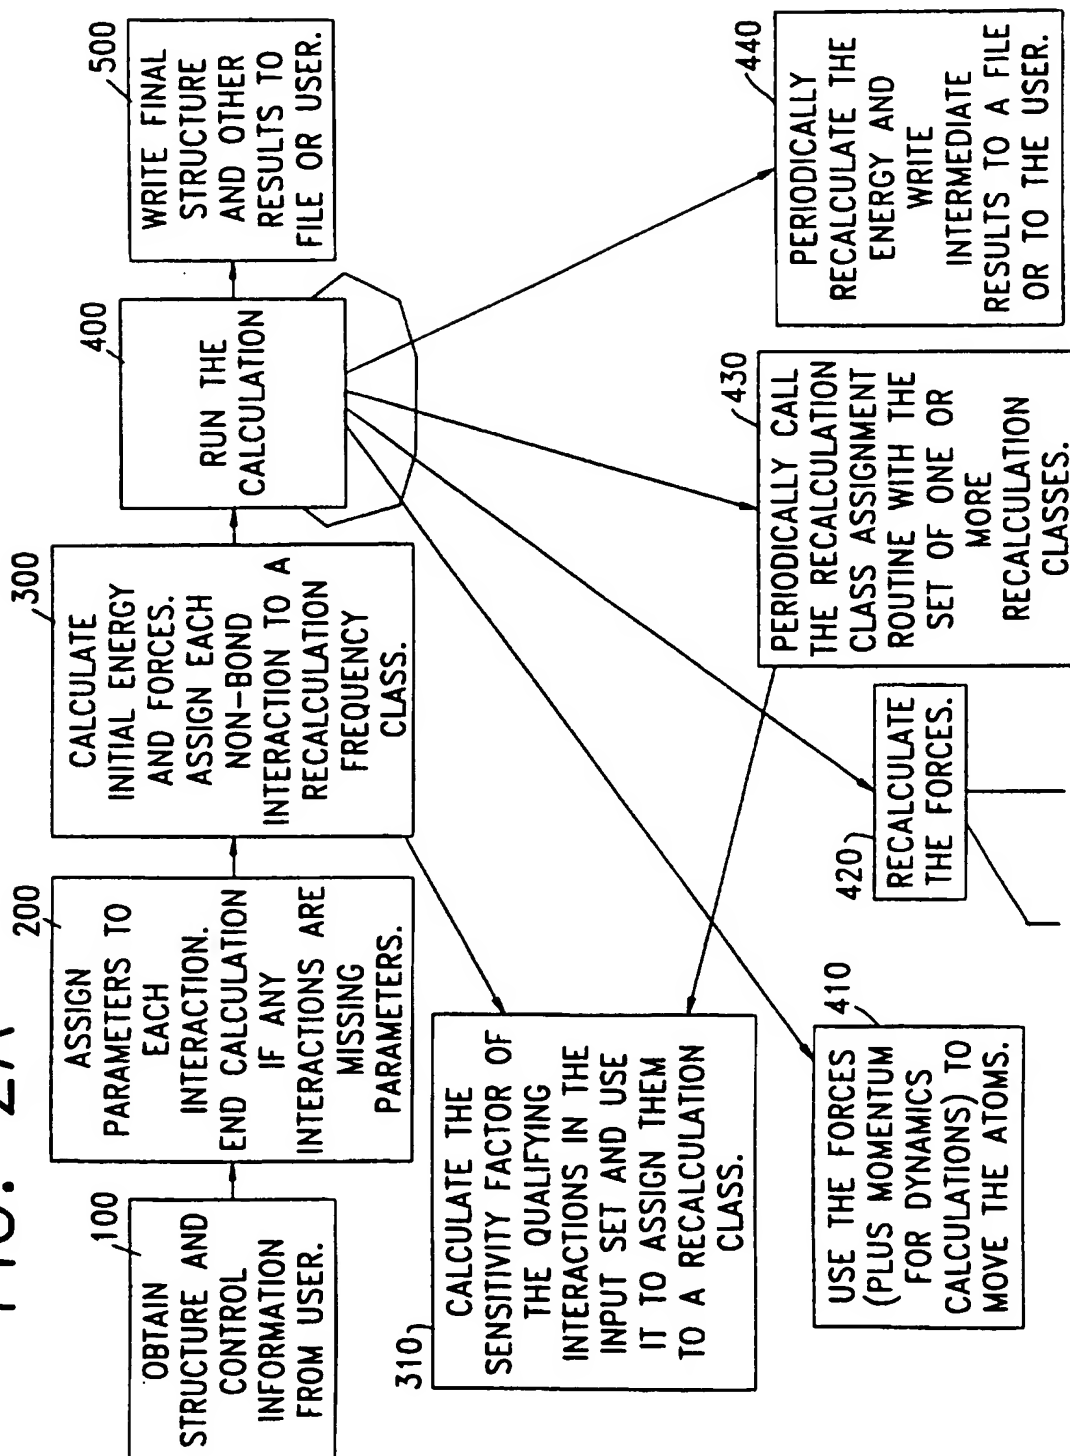 FIG. 2A
100
OBTAIN
STRUCTURE AND
CONTROL
INFORMATION
FROM USER.
200
ASSIGN
PARAMETERS TO
EACH
INTERACTION.
END CALCULATION
IF ANY
INTERACTIONS ARE
MISSING
PARAMETERS.
300
CALCULATE
INITIAL ENERGY
AND FORCES.
ASSIGN EACH
NON-BOND
INTERACTION TO A
RECALCULATION
FREQUENCY
CLASS.
400
RUN THE
CALCULATION
500
WRITE FINAL
STRUCTURE
AND OTHER
RESULTS TO
FILE OR USER.
310
CALCULATE THE
SENSITIVITY FACTOR OF
THE QUALIFYING
INTERACTIONS IN THE
INPUT SET AND USE
IT TO ASSIGN THEM
TO A RECALCULATION
CLASS.
410
USE THE FORCES
(PLUS MOMENTUM
FOR DYNAMICS
CALCULATIONS) TO
MOVE THE ATOMS.
420
RECALCULATE
THE FORCES.
430
PERIODICALLY CALL
THE RECALCULATION
CLASS ASSIGNMENT
ROUTINE WITH THE
SET OF ONE OR
MORE
RECALCULATION
CLASSES.
440
PERIODICALLY
RECALCULATE THE
ENERGY AND
WRITE
INTERMEDIATE
RESULTS TO A FILE
OR TO THE USER.